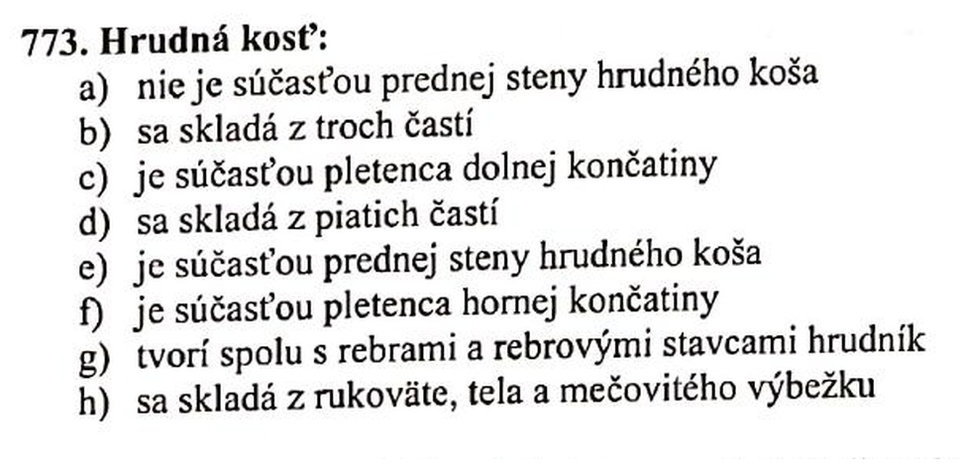 773. Hrudná kosť:
a) nie je súčasťou prednej steny hrudného koša
b) sa skladá z troch častí
c) je súčasťou pletenca dolnej končatiny
d) sa skladá z piatich častí
e) je súčasťou prednej steny hrudného koša
f) je súčasťou pletenca hornej končatiny
g) tvorí spolu s rebrami a rebrovými stavcami hrudník
h) sa skladá z rukoväte, tela a mečovitého výbežku